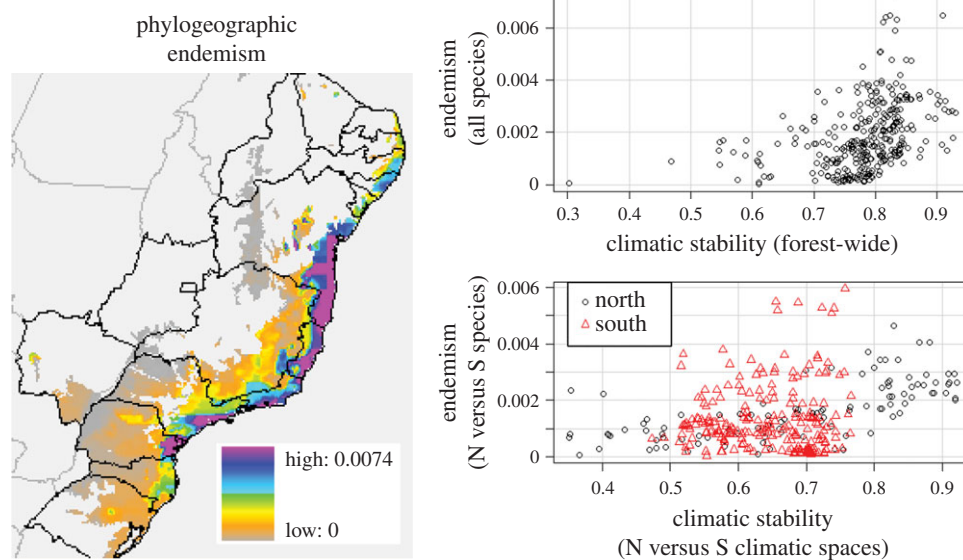 phylogeographic
endemism
high: 0.0074
low: 0
endemism
(all species)
0.006
0.004
0.002
0
0.3 0.4 0.5 0.6 0.7 0.8 0.9
climatic stability (forest-wide)
endemism
(N versus S species)
0.006
0.004
0.002
0
north
south
0.4 0.5 0.6 0.7 0.8 0.9
climatic stability
(N versus S climatic spaces)